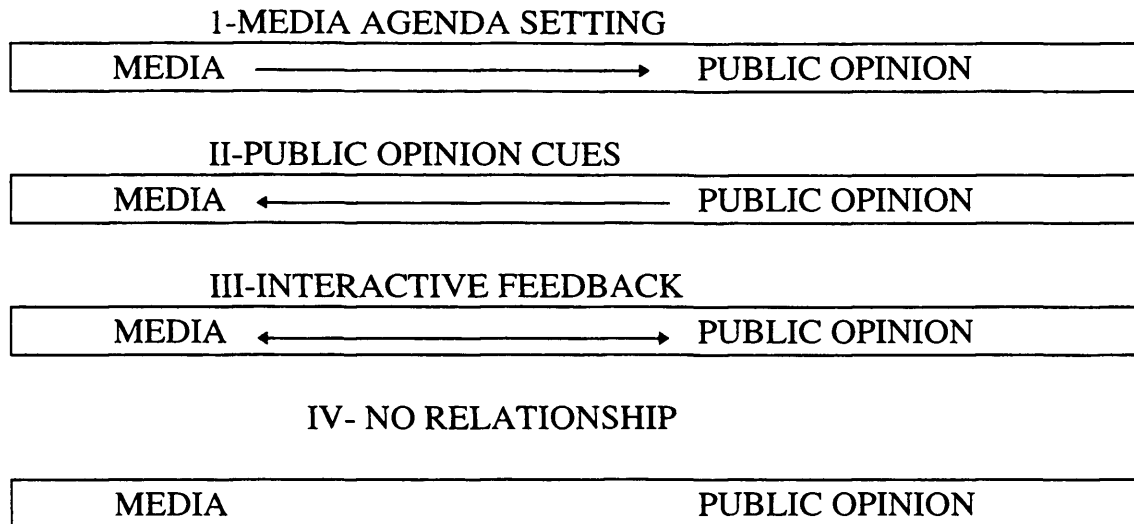 1-MEDIA AGENDA SETTING
MEDIA PUBLIC OPINION
II-PUBLIC OPINION CUES
MEDIA PUBLIC OPINION
III-INTERACTIVE FEEDBACK
MEDIA PUBLIC OPINION
IV- NO RELATIONSHIP
MEDIA PUBLIC OPINION